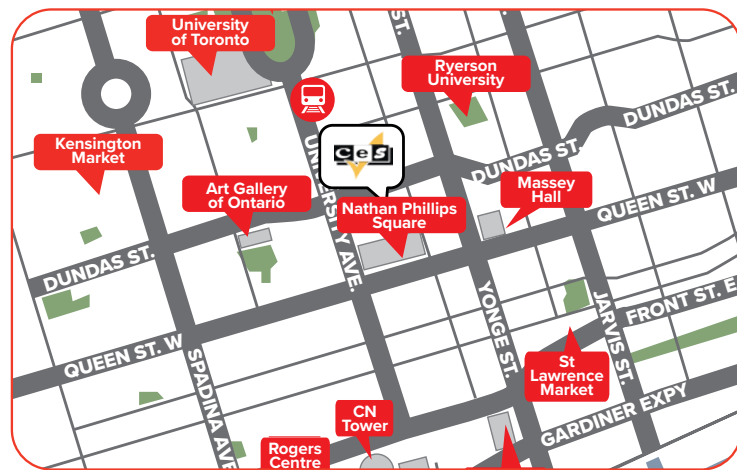 University
of Toronto
ST.
Ryerson
University
DUNDAS ST.
Kensington
Market
ces
UNIVERSITY AVE.
DUNDAS ST.
Art Gallery
of Ontario
Massey
Hall
Nathan Phillips
Square
QUEEN ST. W
DUNDAS ST.
YONGE ST.
JARVIS ST.
FRONT ST. E
QUEEN ST. W
SPADINA AVE
St
Lawrence
Market
CN
Tower
GARDINER EXPY
Rogers
Centre